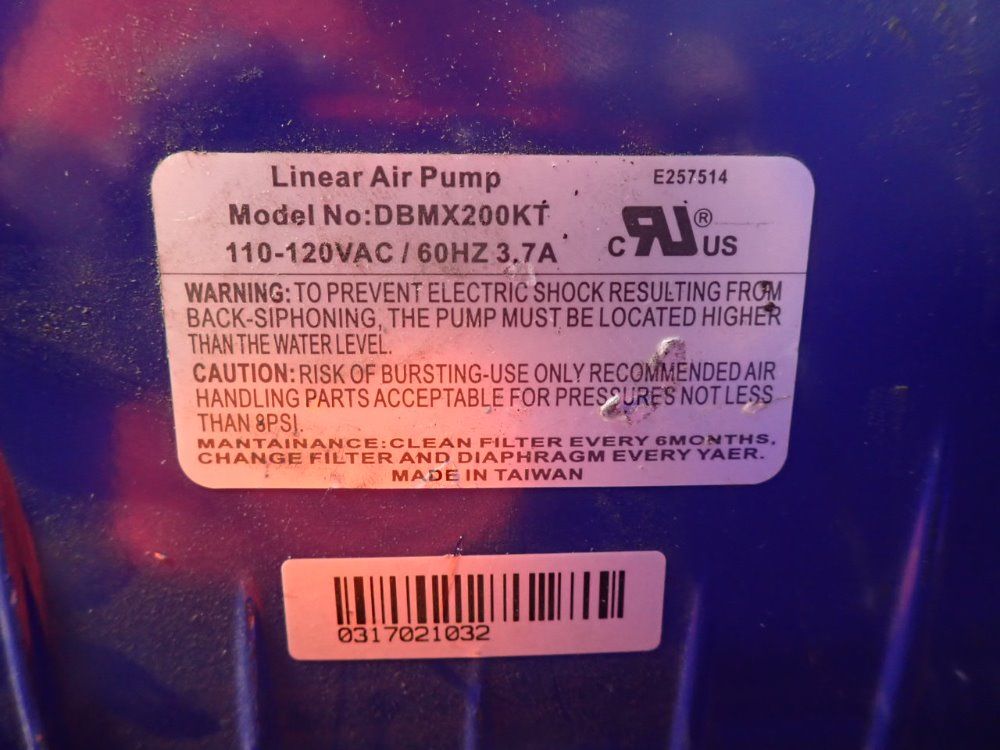 Linear Air Pump
E257514
Model No:DBMX200KT
110-120VAC / 60HZ 3.7A
C RU ® US
WARNING: TO PREVENT ELECTRIC SHOCK RESULTING FROM
BACK-SIPHONING, THE PUMP MUST BE LOCATED HIGHER
THAN THE WATER LEVEL.
CAUTION: RISK OF BURSTING-USE ONLY RECOMMENDED AIR
HANDLING PARTS ACCEPTABLE FOR PRESSURES NOT LESS
THAN 8PSI.
MANTAINANCE:CLEAN FILTER EVERY 6MONTHS,
CHANGE FILTER AND DIAPHRAGM EVERY YAER.
MADE IN TAIWAN
0317021032